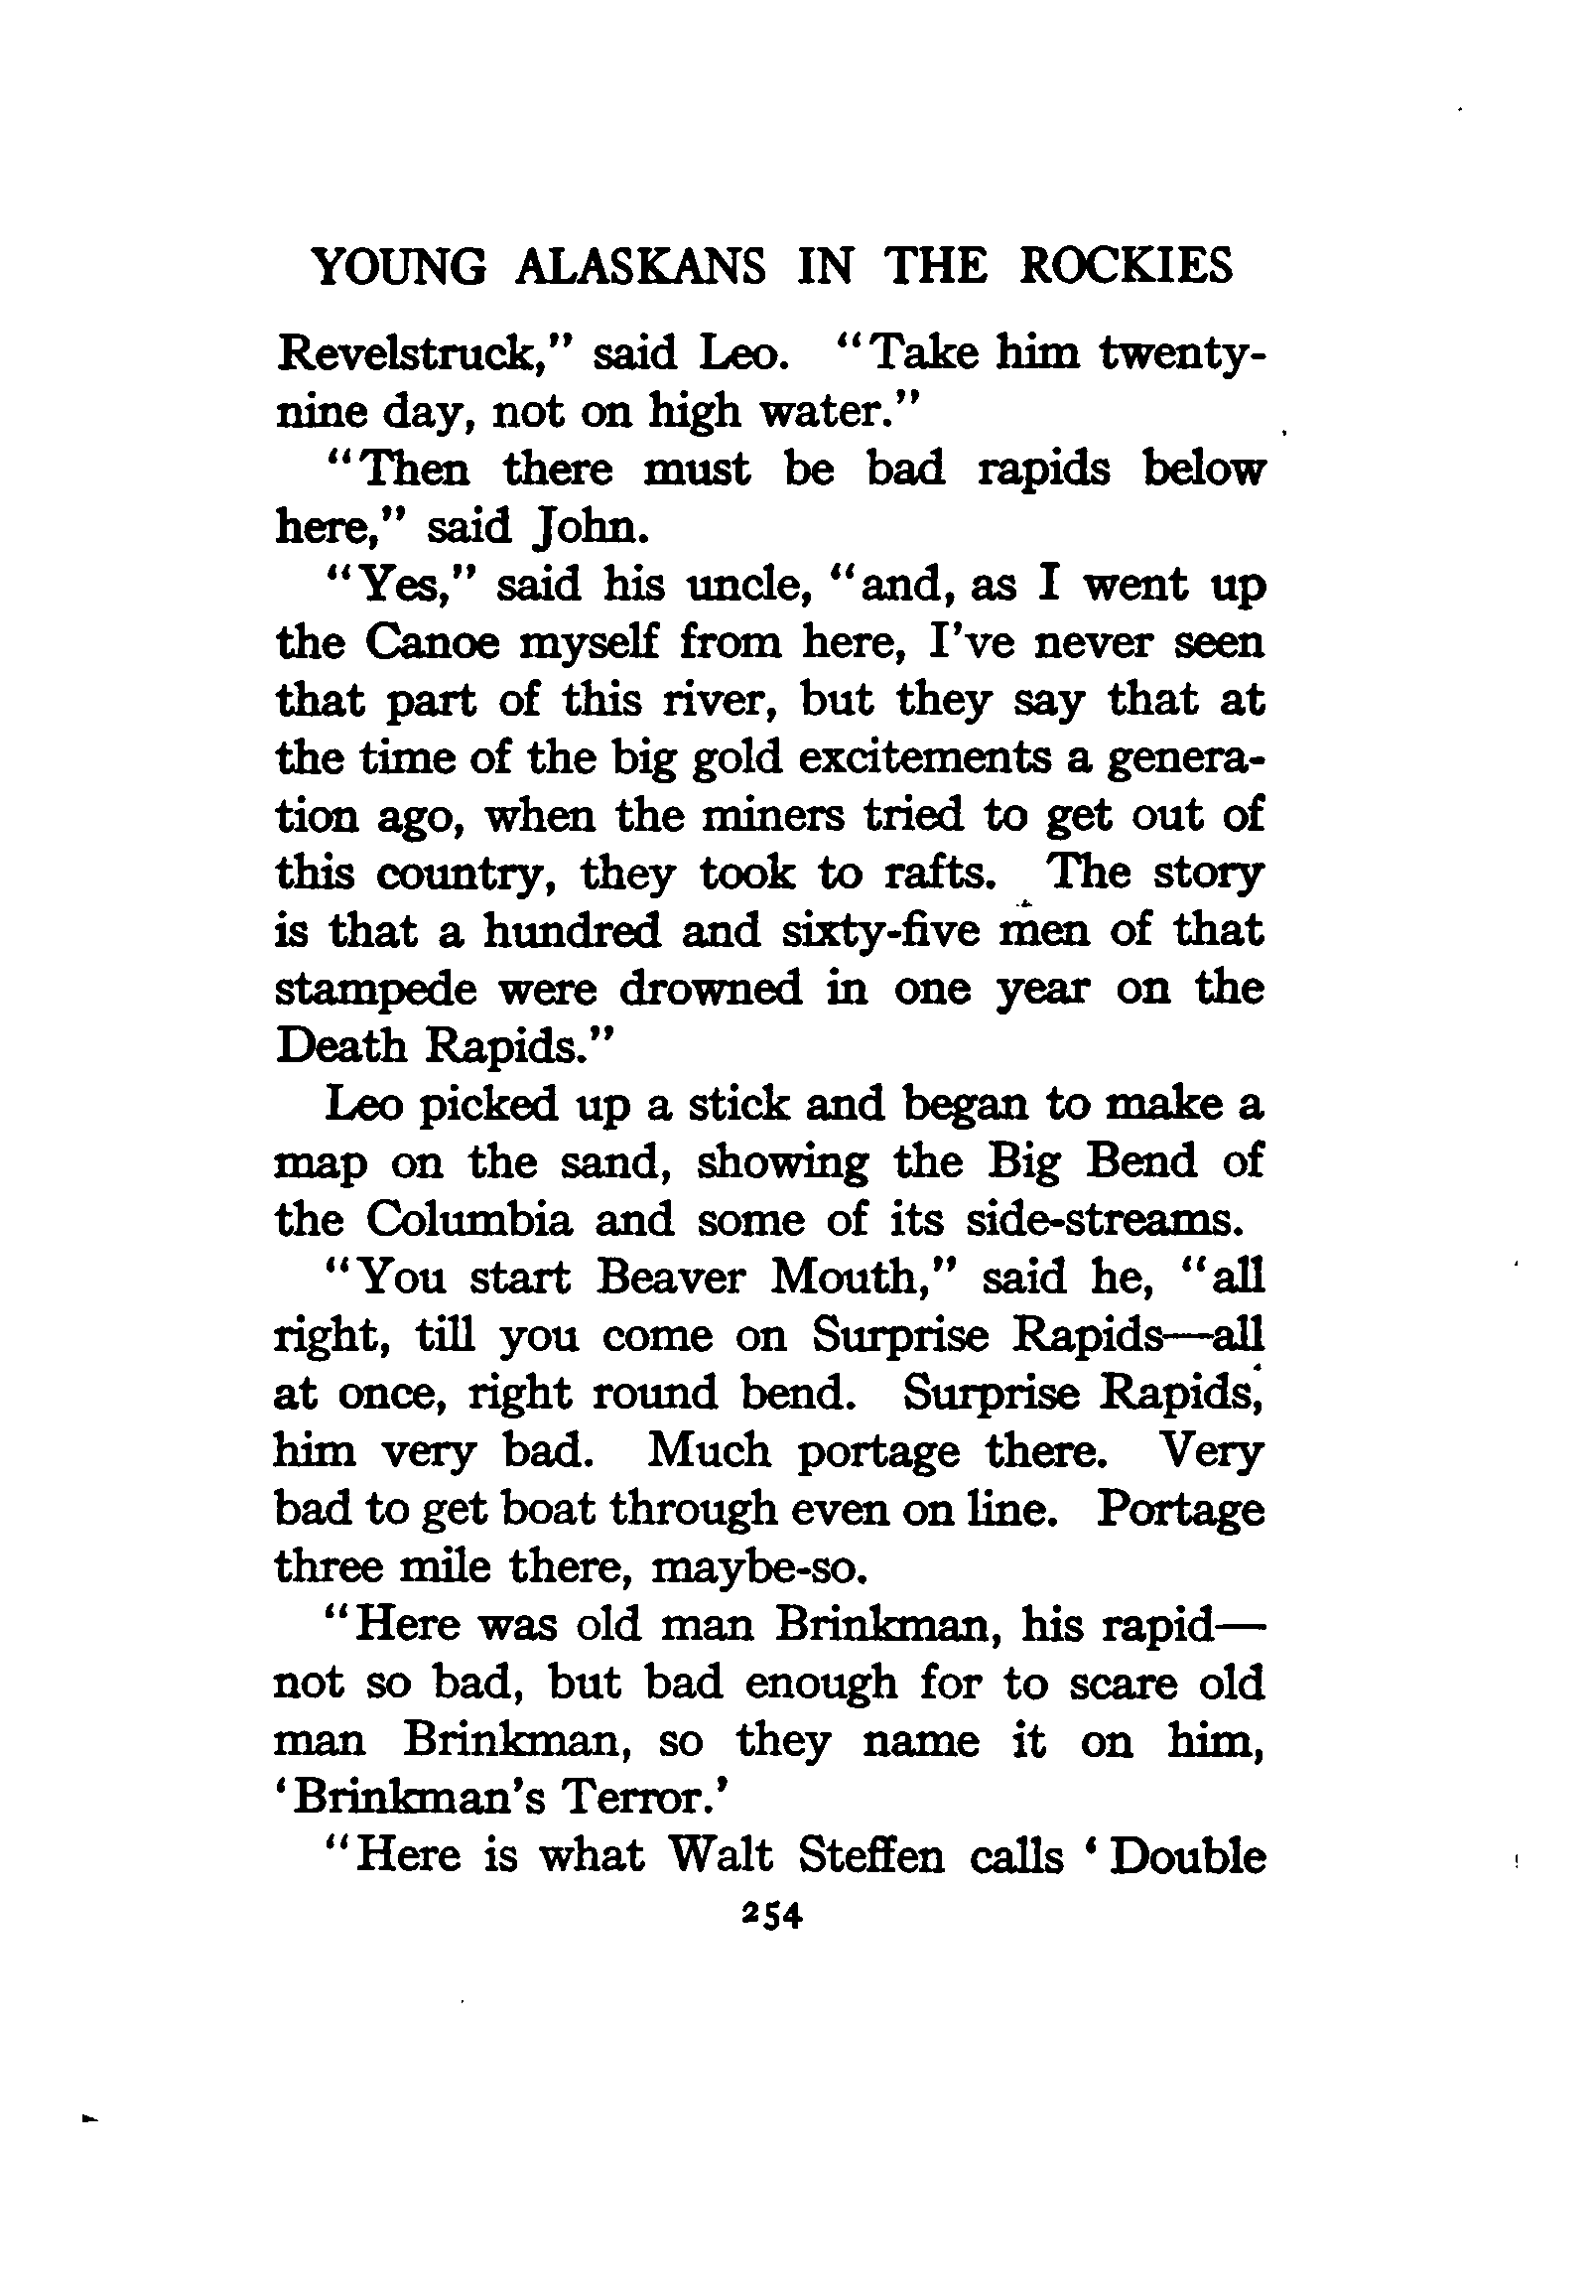 YOUNG ALASKANS IN THE ROCKIES
Revelstruck," said Leo. "Take him twenty-
nine day, not on high water."
"Then there must be bad rapids below
here," said John.
"Yes," said his uncle, "and, as I went up
the Canoe myself from here, I've never seen
that part of this river, but they say that at
the time of the big gold excitements a genera-
tion ago, when the miners tried to get out of
this country, they took to rafts. The story
is that a hundred and sixty-five men of that
stampede were drowned in one year on the
Death Rapids."
Leo picked up a stick and began to make a
map on the sand, showing the Big Bend of
the Columbia and some of its side-streams.
"You start Beaver Mouth," said he, "all
right, till you come on Surprise Rapids—all
at once, right round bend. Surprise Rapids,
him very bad. Much portage there. Very
bad to get boat through even on line. Portage
three mile there, maybe-so.
"Here was old man Brinkman, his rapid—
not so bad, but bad enough for to scare old
man Brinkman, so they name it on him,
'Brinkman's Terror.'
"Here is what Walt Steffen calls 'Double
254